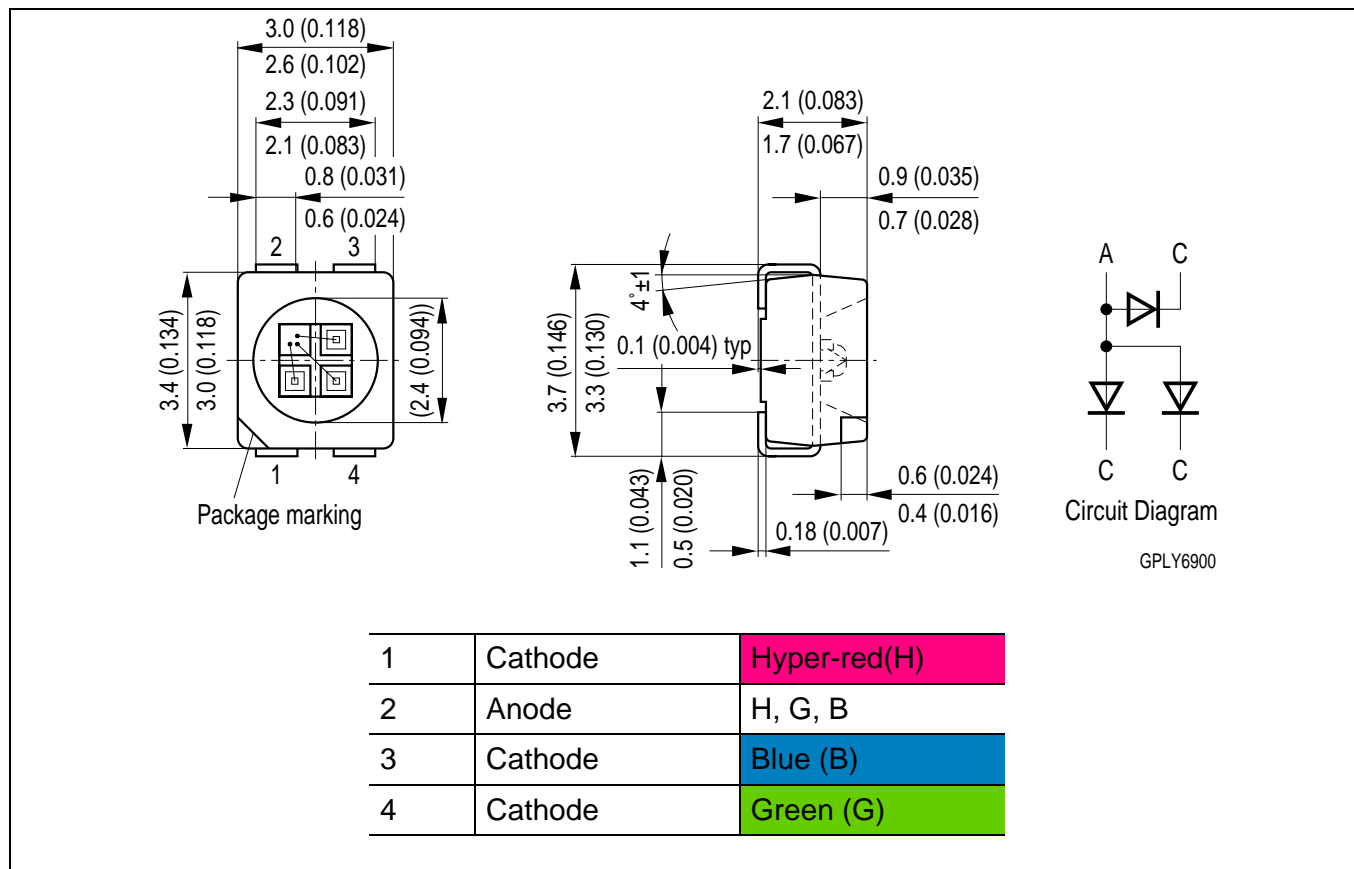 3.0 (0.118)
2.6 (0.102)
2.3 (0.091)
2.1 (0.083)
0.8 (0.031)
0.6 (0.024)
2
3
3.4 (0.134)
3.0 (0.118)
(2.4 (0.094))
1
4
Package marking
2.1 (0.083)
1.7 (0.067)
0.9 (0.035)
0.7 (0.028)
4˚±1
3.7 (0.146)
3.3 (0.130)
0.1 (0.004) typ
1.1 (0.043)
0.5 (0.020)
0.6 (0.024)
0.4 (0.016)
0.18 (0.007)
A C
C C
Circuit Diagram
GPLY6900
1 Cathode Hyper-red(H)
2 Anode H, G, B
3 Cathode Blue (B)
4 Cathode Green (G)